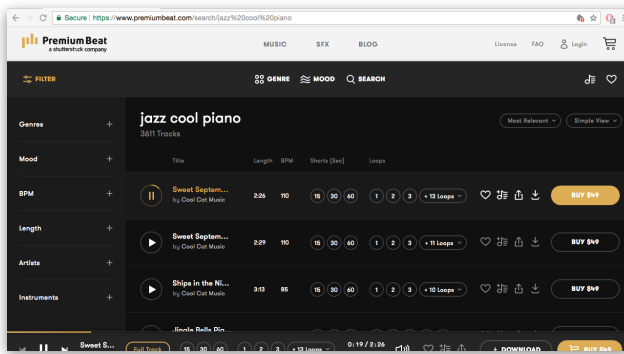 Secure | https://www.premiumbeat.com/search/jazz%20cool%20piano
PremiumBeat
a shutterstock company
MUSIC SFX BLOG
License FAQ Login
FILTER
GENRE MOOD SEARCH
Genres +
Mood +
BPM +
Length +
Artists +
Instruments +
jazz cool piano
3611 Tracks
Most Relevant Simple View
Title Length BPM Shorts [Sec] Loops
Sweet Septem...
by Cool Cat Music
2:26 110 15 30 60 1 2 3 + 13 Loops BUY $49
Sweet Septem...
by Cool Cat Music
2:29 110 15 30 60 1 2 3 + 11 Loops BUY $49
Ships in the Ni...
by Cool Cat Music
3:13 85 15 30 60 1 2 3 + 10 Loops BUY $49
Jingle Bells Pia...
Sweet S... Full Track 15 30 60 1 2 3 + 13 Loops 0:19 / 2:26 + DOWNLOAD BUY $49